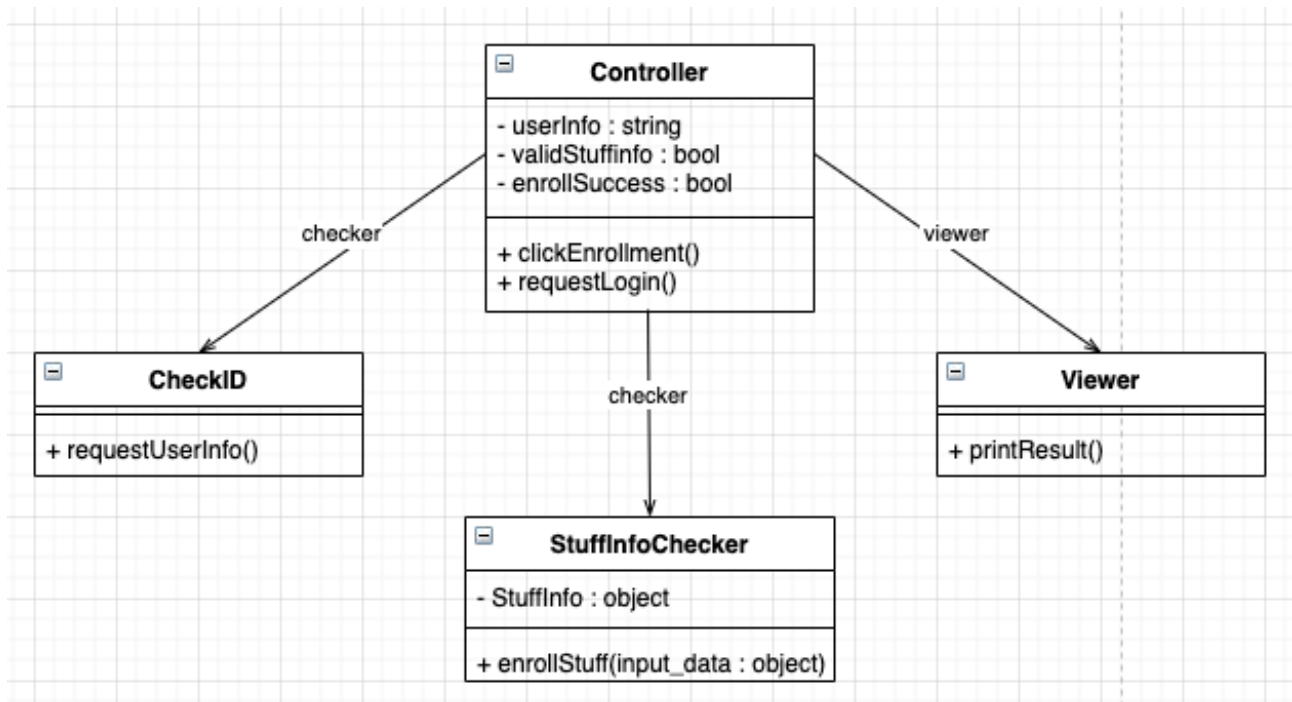 Controller
- userInfo : string
- validStuffinfo : bool
- enrollSuccess : bool
+ clickEnrollment()
+ requestLogin()
checker
viewer
checker
CheckID
+ requestUserInfo()
Viewer
+ printResult()
StuffInfoChecker
- StuffInfo : object
+ enrollStuff(input_data : object)